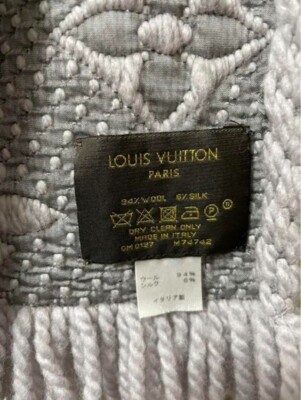 LOUIS VUITTON
PARIS
94% WOOL 6% SILK
DRY CLEAN ONLY
MADE IN ITALY
GM0107 M74742
ウール 94%
シルク 6%
イタリア製